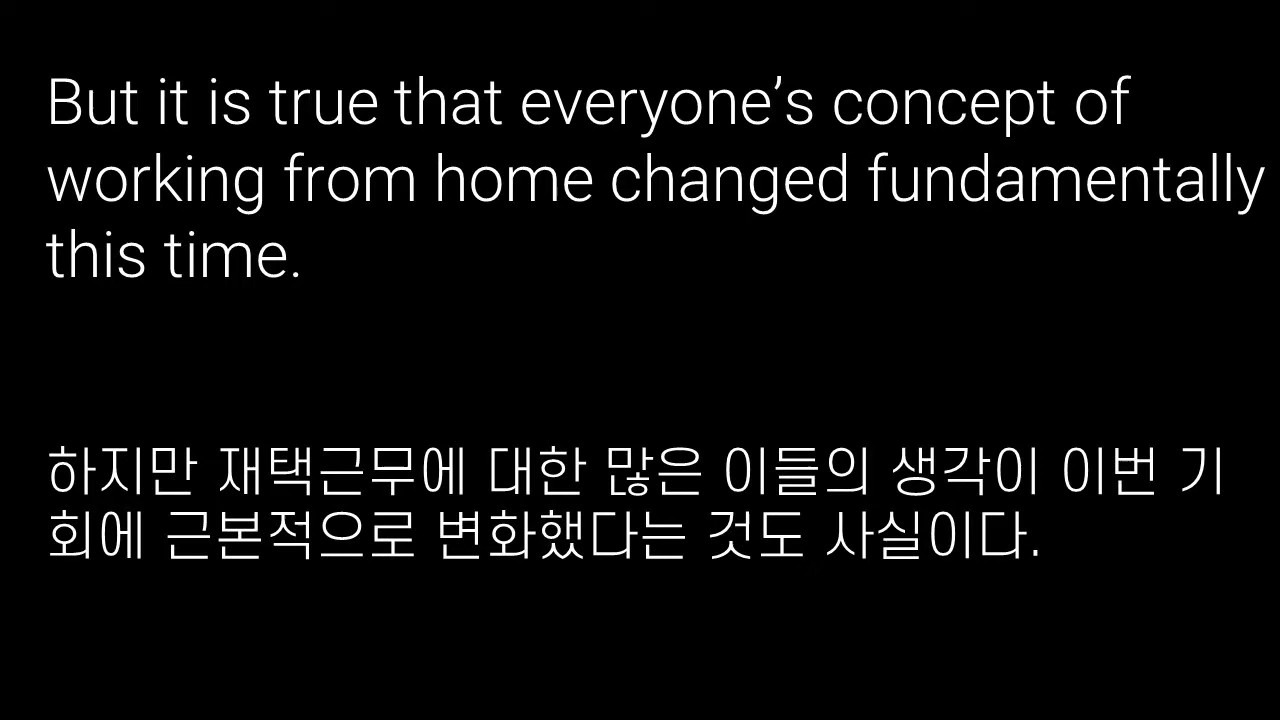 But it is true that everyone’s concept of
working from home changed fundamentally
this time.
하지만 재택근무에 대한 많은 이들의 생각이 이번 기
회에 근본적으로 변화했다는 것도 사실이다.